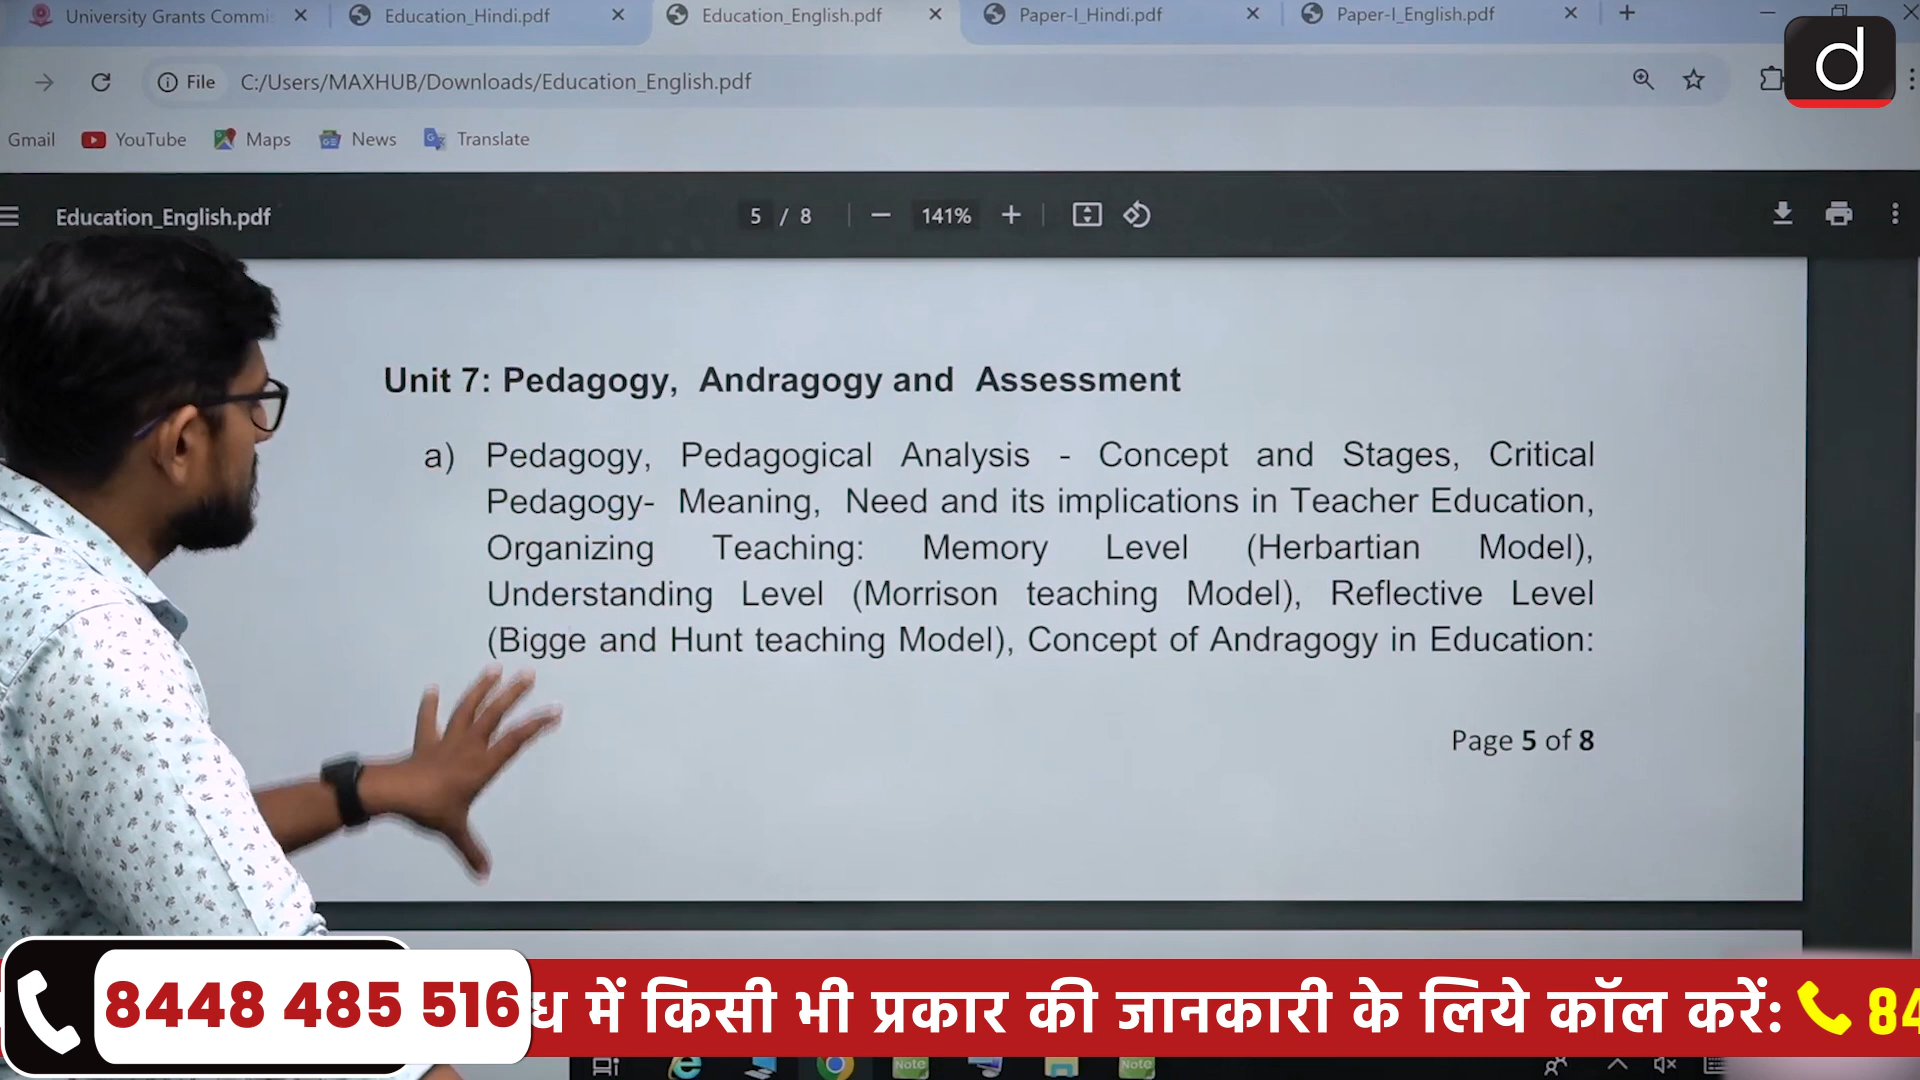 University Grants Commis
Education_Hindi.pdf
Education_English.pdf
Paper-I_Hindi.pdf
Paper-I_English.pdf
File
C:/Users/MAXHUB/Downloads/Education_English.pdf
d
Gmail
YouTube
Maps
News
Translate
Education_English.pdf
5 / 8
141%
Unit 7: Pedagogy, Andragogy and Assessment
a) Pedagogy, Pedagogical Analysis - Concept and Stages, Critical
Pedagogy- Meaning, Need and its implications in Teacher Education,
Organizing Teaching: Memory Level (Herbartian Model),
Understanding Level (Morrison teaching Model), Reflective Level
(Bigge and Hunt teaching Model), Concept of Andragogy in Education:
Page 5 of 8
8448 485 516
में किसी भी प्रकार की जानकारी के लिये कॉल करें: 84
Note
Note